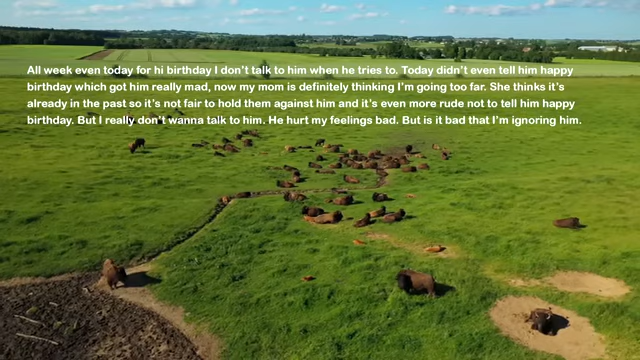 All week even today for hi birthday I don't talk to him when he tries to. Today didn't even tell him happy
birthday which got him really mad, now my mom is definitely thinking I'm going too far. She thinks it's
already in the past so it's not fair to hold them against him and it's even more rude not to tell him happy
birthday. But I really don't wanna talk to him. He hurt my feelings bad. But is it bad that I'm ignoring him.